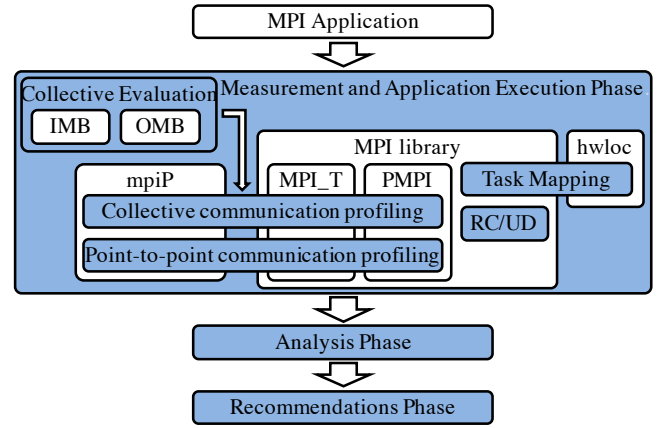 MPI Application
Measurement and Application Execution Phase
Collective Evaluation
IMB
OMB
MPI library
hwloc
mpiP
MPI_T
PMPI
Task Mapping
Collective communication profiling
RC/UD
Point-to-point communication profiling
Analysis Phase
Recommendations Phase